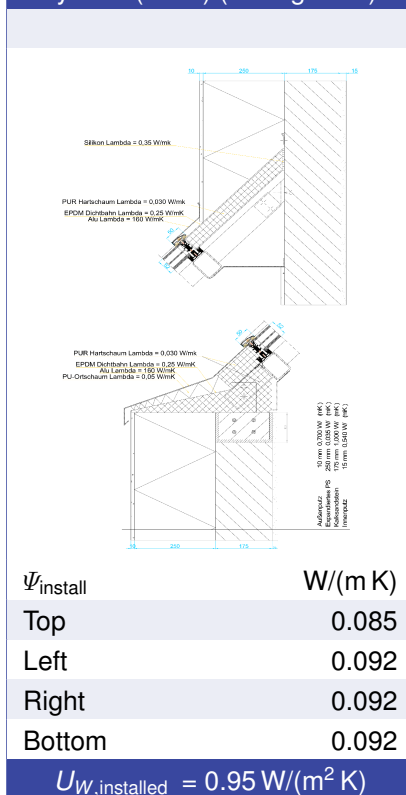 10 250 175 15
Silikon Lambda = 0,35 W/mk
PUR Hartschaum Lambda = 0,030 W/mk
EPDM Dichtbahn Lambda = 0,25 W/mK
Alu Lambda = 160 W/mK
PUR Hartschaum Lambda = 0,030 W/mk
EPDM Dichtbahn Lambda = 0,25 W/mK
Alu Lambda = 160 W/mK
PU-Ortschaum Lambda = 0,05 W/mK
Außenputz 10 mm 0,700 W/ (mK)
Expandiertes PS 250 mm 0,035 W/ (mK)
Kalksandstein 175 mm 1,000 W/ (mK)
Innenputz 15 mm 0,540 W/ (mK)
10 250 175
Ψinstall W/(m K)
Top 0.085
Left 0.092
Right 0.092
Bottom 0.092
UW,installed = 0.95 W/(m² K)